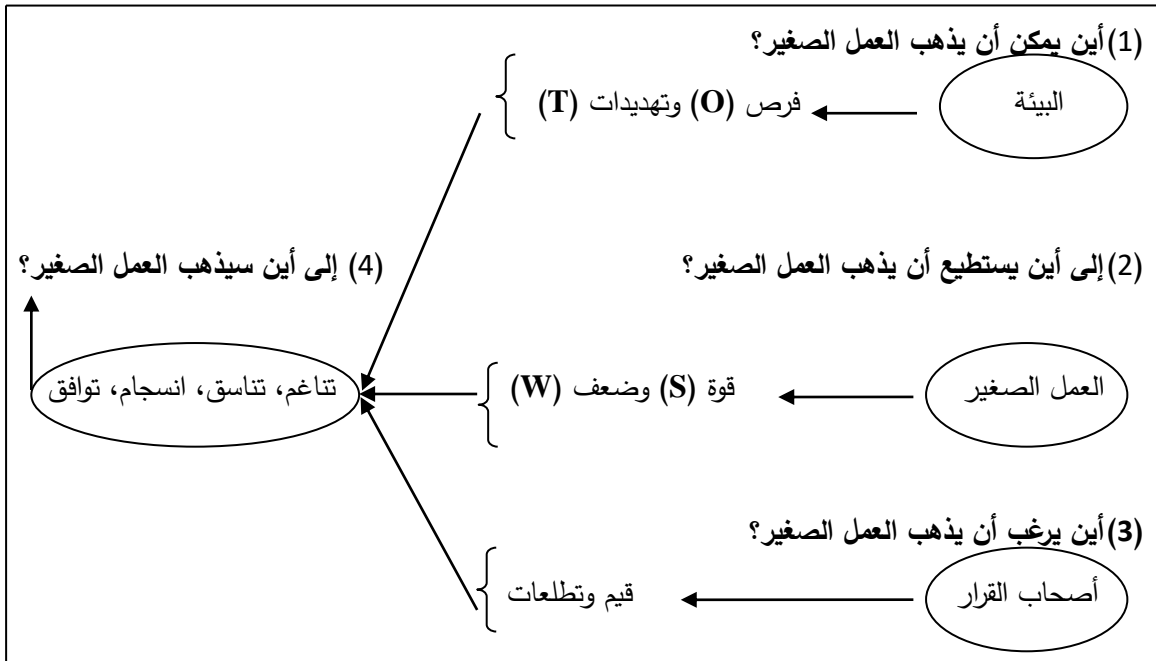 (1)أين يمكن أن يذهب العمل الصغير؟
البيئة
فرص (O) وتهديدات (T)
(2)إلى أين يستطيع أن يذهب العمل الصغير؟
(4) إلى أين سيذهب العمل الصغير؟
العمل الصغير
قوة (S) وضعف (W)
تتاغم، تتاسق، انسجام، توافق
(3)أين يرغب أن يذهب العمل الصغير؟
أصحاب القرار
قيم وتطلعات